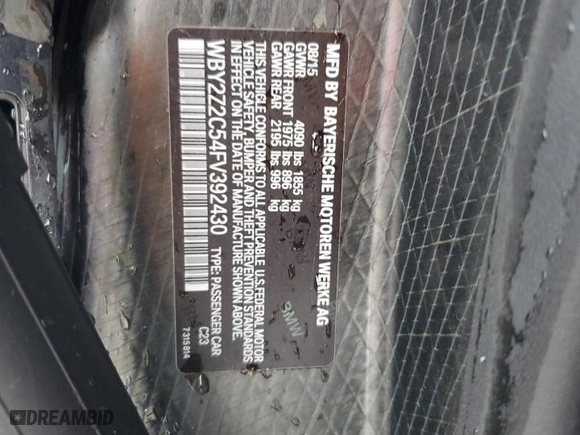 MFD BY BAYERISCHE MOTOREN WERKE AG
08/15
GVWR 4090 lbs 1855 kg
GAWR FRONT 1975 lbs 896 kg
GAWR REAR 2195 lbs 996 kg
THIS VEHICLE CONFORMS TO ALL APPLICABLE U.S. FEDERAL MOTOR
VEHICLE SAFETY, BUMPER AND THEFT PREVENTION STANDARDS
IN EFFECT ON THE DATE OF MANUFACTURE SHOWN ABOVE.
WBY2Z2C54FV392430 TYPE: PASSENGER CAR
C23
7315814
BMW
DREAMBID